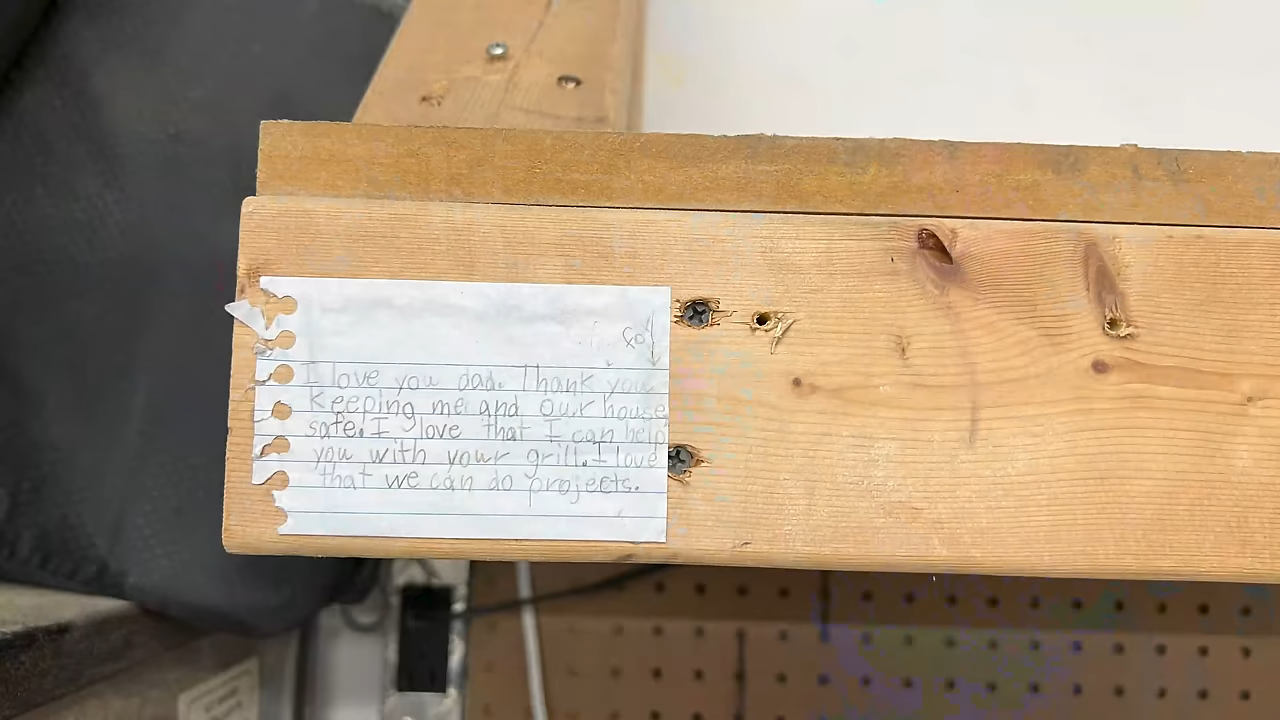 for
I love you dad. Thank you
Keeping me and our house
safe. I love that I can help
you with your grill. I love
that we can do projects.